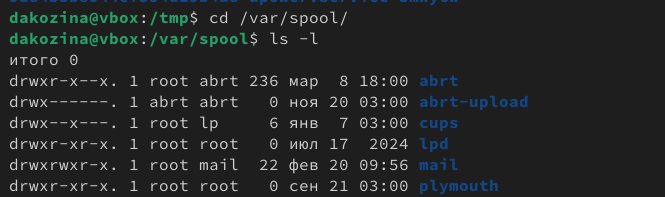 dakozina@vbox:/tmp$ cd /var/spool/
dakozina@vbox:/var/spool$ ls -l
итого 0
drwxr-x--x. 1 root abrt 236 мар  8 18:00 abrt
drwx------. 1 abrt abrt   0 ноя 20 03:00 abrt-upload
drwx--x---. 1 root lp     6 янв  7 03:00 cups
drwxr-xr-x. 1 root root   0 июл 17  2024 lpd
drwxrwxr-x. 1 root mail  22 фев 20 09:56 mail
drwxr-xr-x. 1 root root   0 сен 21 03:00 plymouth